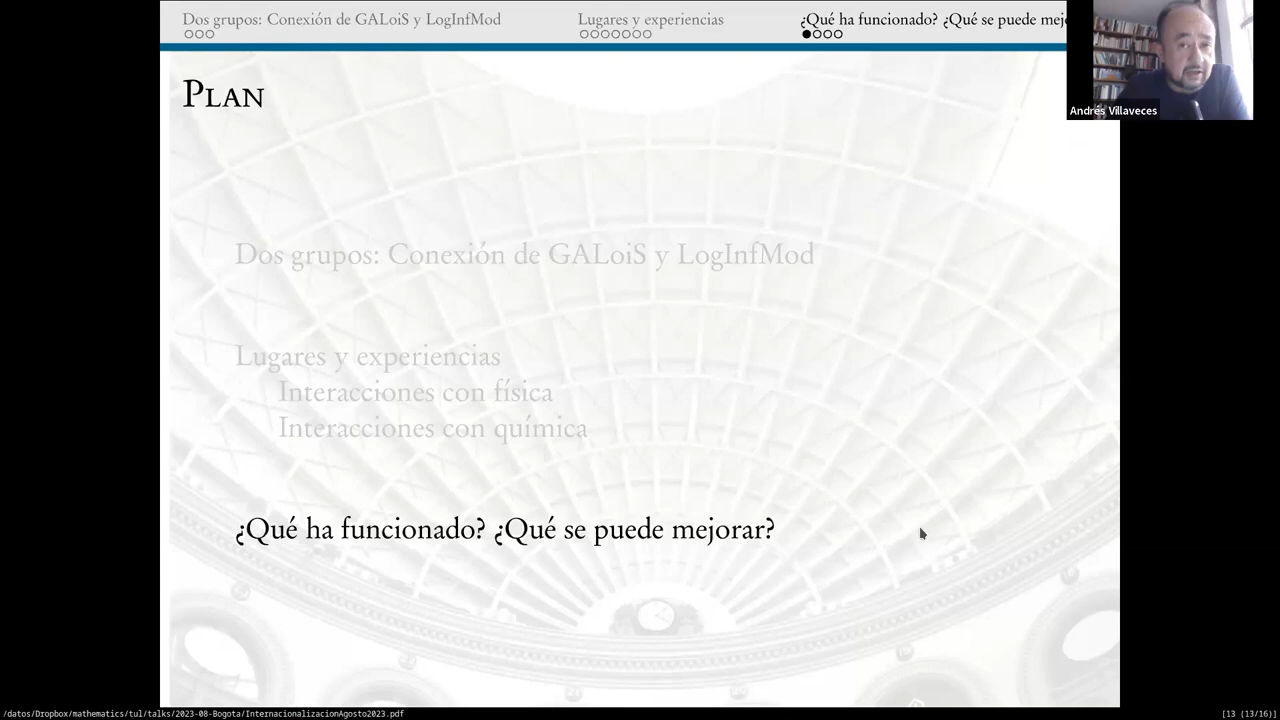 Dos grupos: Conexión de GALoiS y LogInfMod
Lugares y experiencias
¿Qué ha funcionado? ¿Qué se puede mejo
Andrés Villaveces
Plan
Dos grupos: Conexión de GALoiS y LogInfMod
Lugares y experiencias
Interacciones con física
Interacciones con química
¿Qué ha funcionado? ¿Qué se puede mejorar?
/datos/Dropbox/mathematics/tul/talks/2023-08-Bogota/InternacionalizacionAgosto2023.pdf
[13 (13/16)]